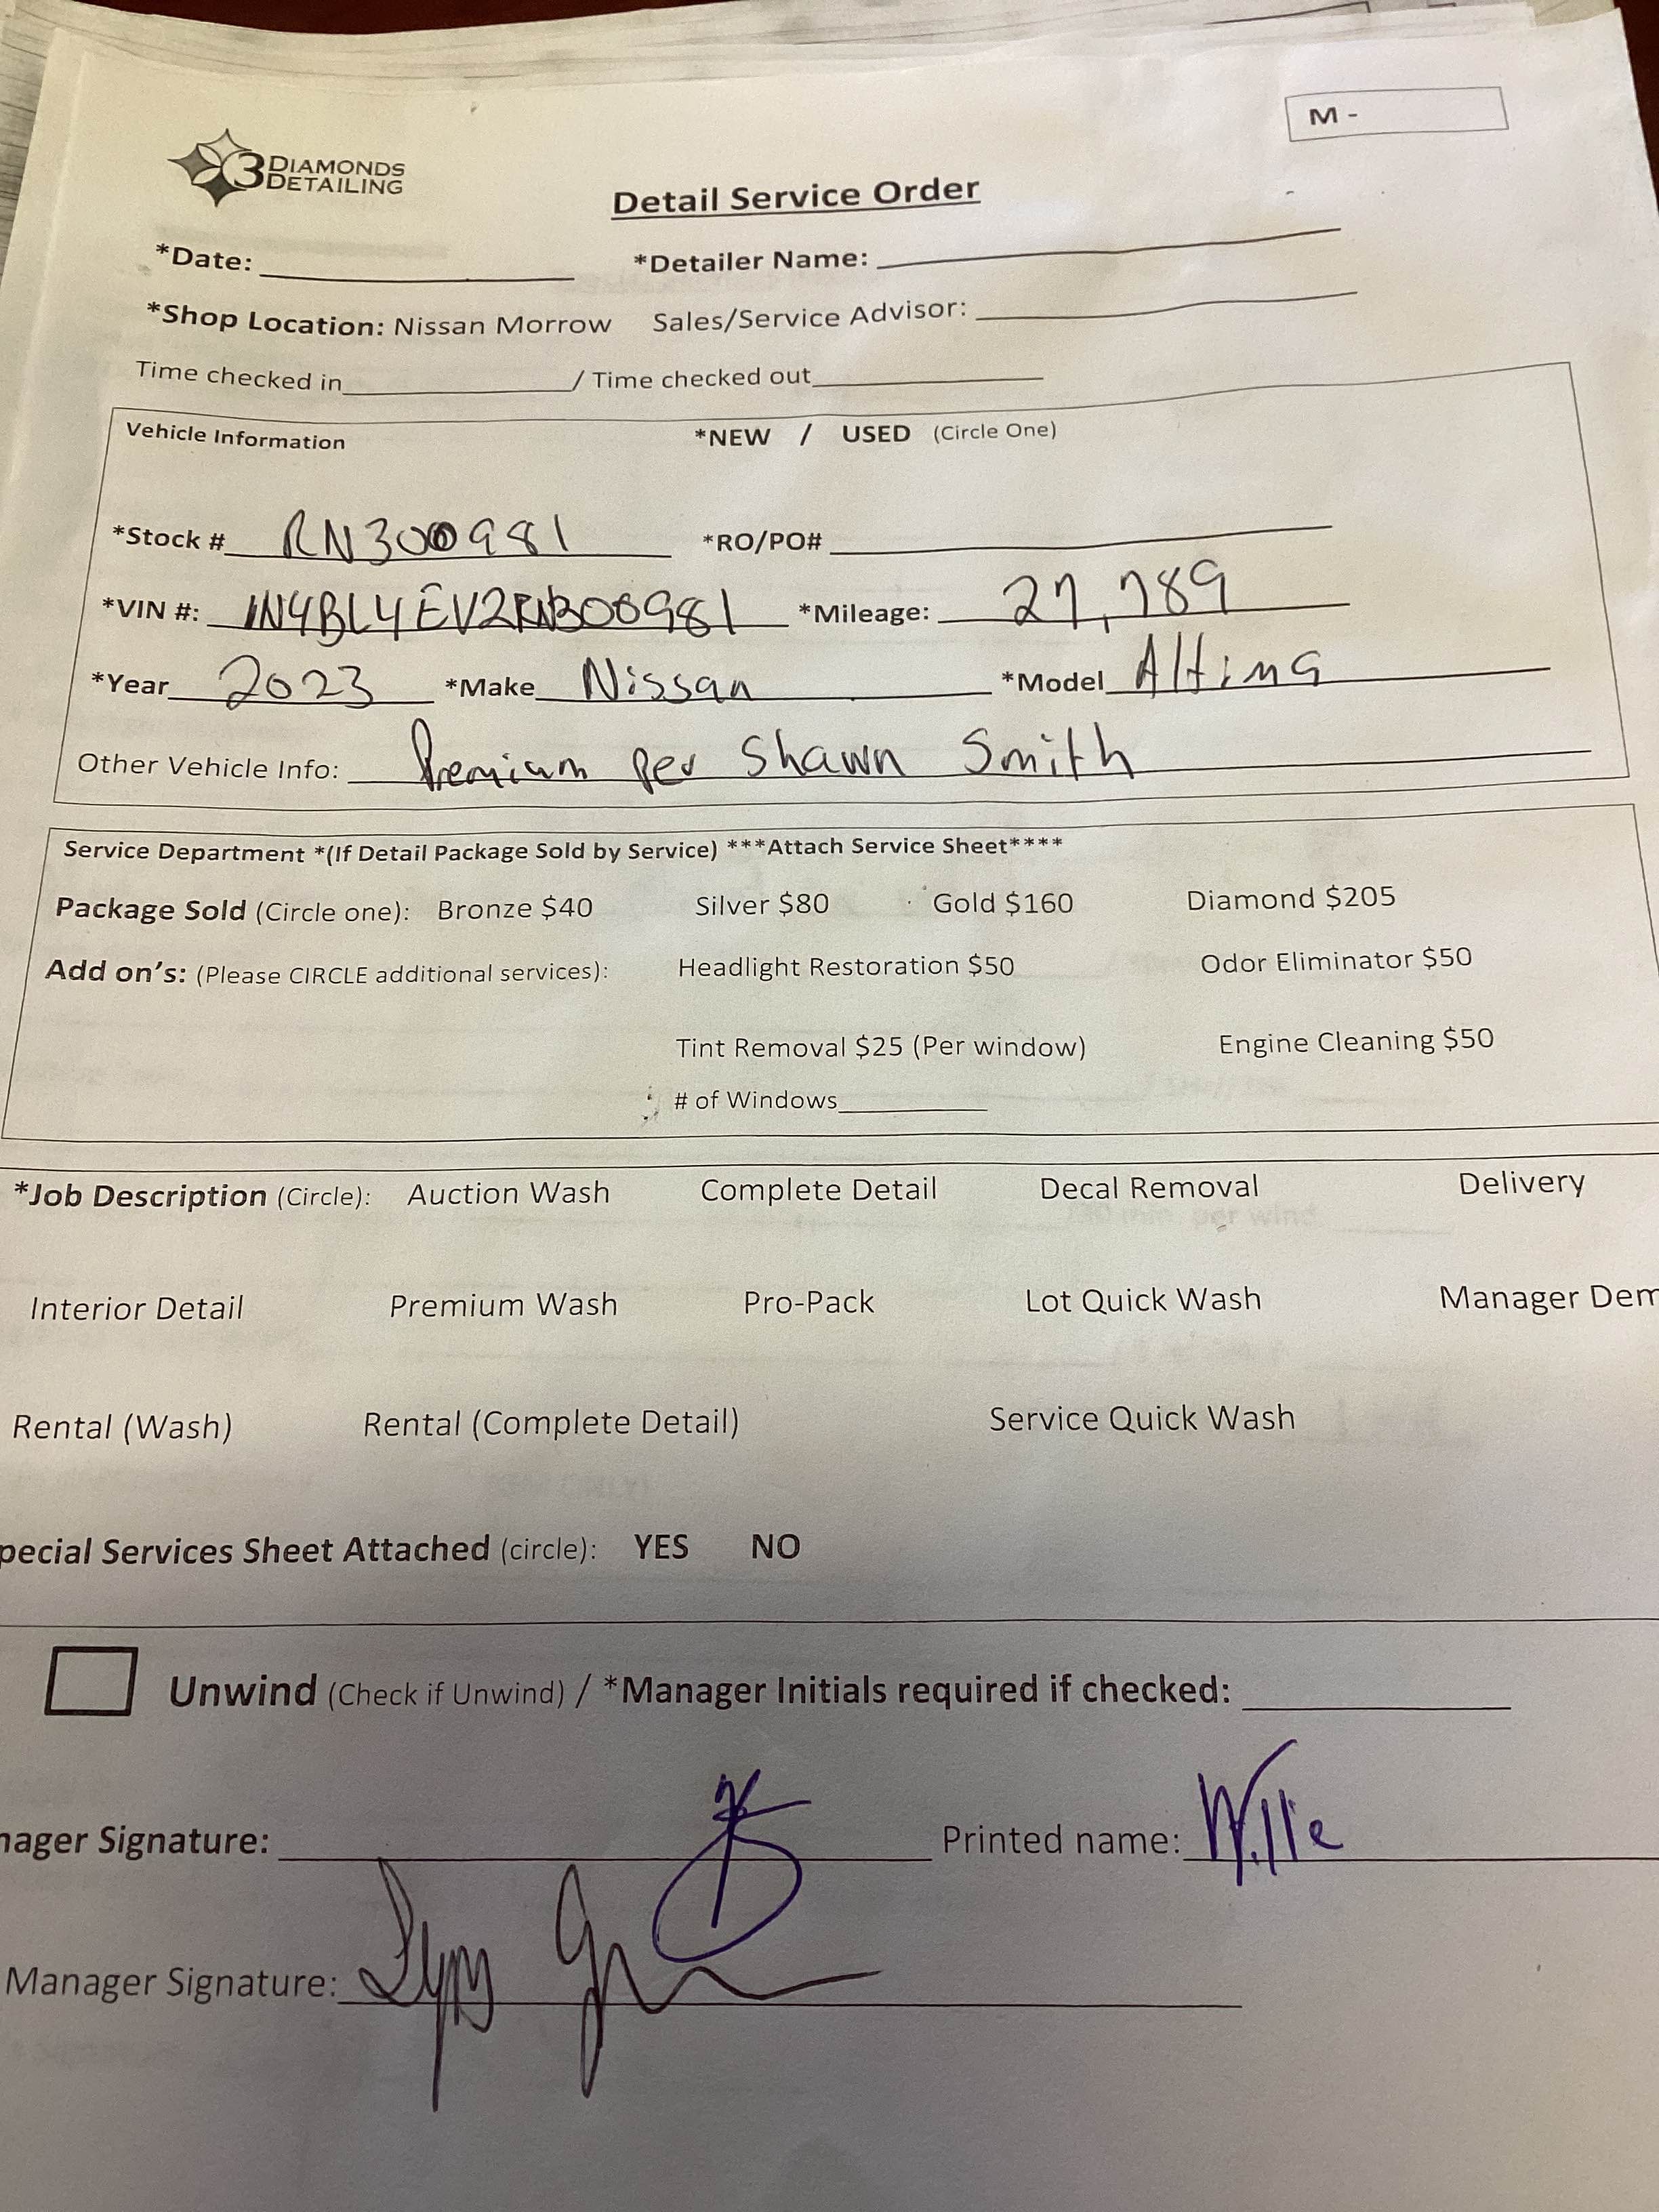 M -
3 DIAMONDS
DETAILING
Detail Service Order
*Date: *Detailer Name:
*Shop Location: Nissan Morrow Sales/Service Advisor:
Time checked in / Time checked out
Vehicle Information *NEW / USED (Circle One)
*Stock # RN300981 *RO/PO#
*VIN #: 1N4BL4EV2RN300981 *Mileage: 27,789
*Year 2023 *Make Nissan *Model Altima
Other Vehicle Info: Premium per Shawn Smith
Service Department *(If Detail Package Sold by Service) ***Attach Service Sheet****
Package Sold (Circle one): Bronze $40 Silver $80 Gold $160 Diamond $205
Add on's: (Please CIRCLE additional services): Headlight Restoration $50 Odor Eliminator $50
Tint Removal $25 (Per window) Engine Cleaning $50
# of Windows
*Job Description (Circle): Auction Wash Complete Detail Decal Removal Delivery
Interior Detail Premium Wash Pro-Pack Lot Quick Wash Manager Dem
Rental (Wash) Rental (Complete Detail) Service Quick Wash
pecial Services Sheet Attached (circle): YES NO
Unwind (Check if Unwind) / *Manager Initials required if checked:
nager Signature: Printed name: Willie
Manager Signature: